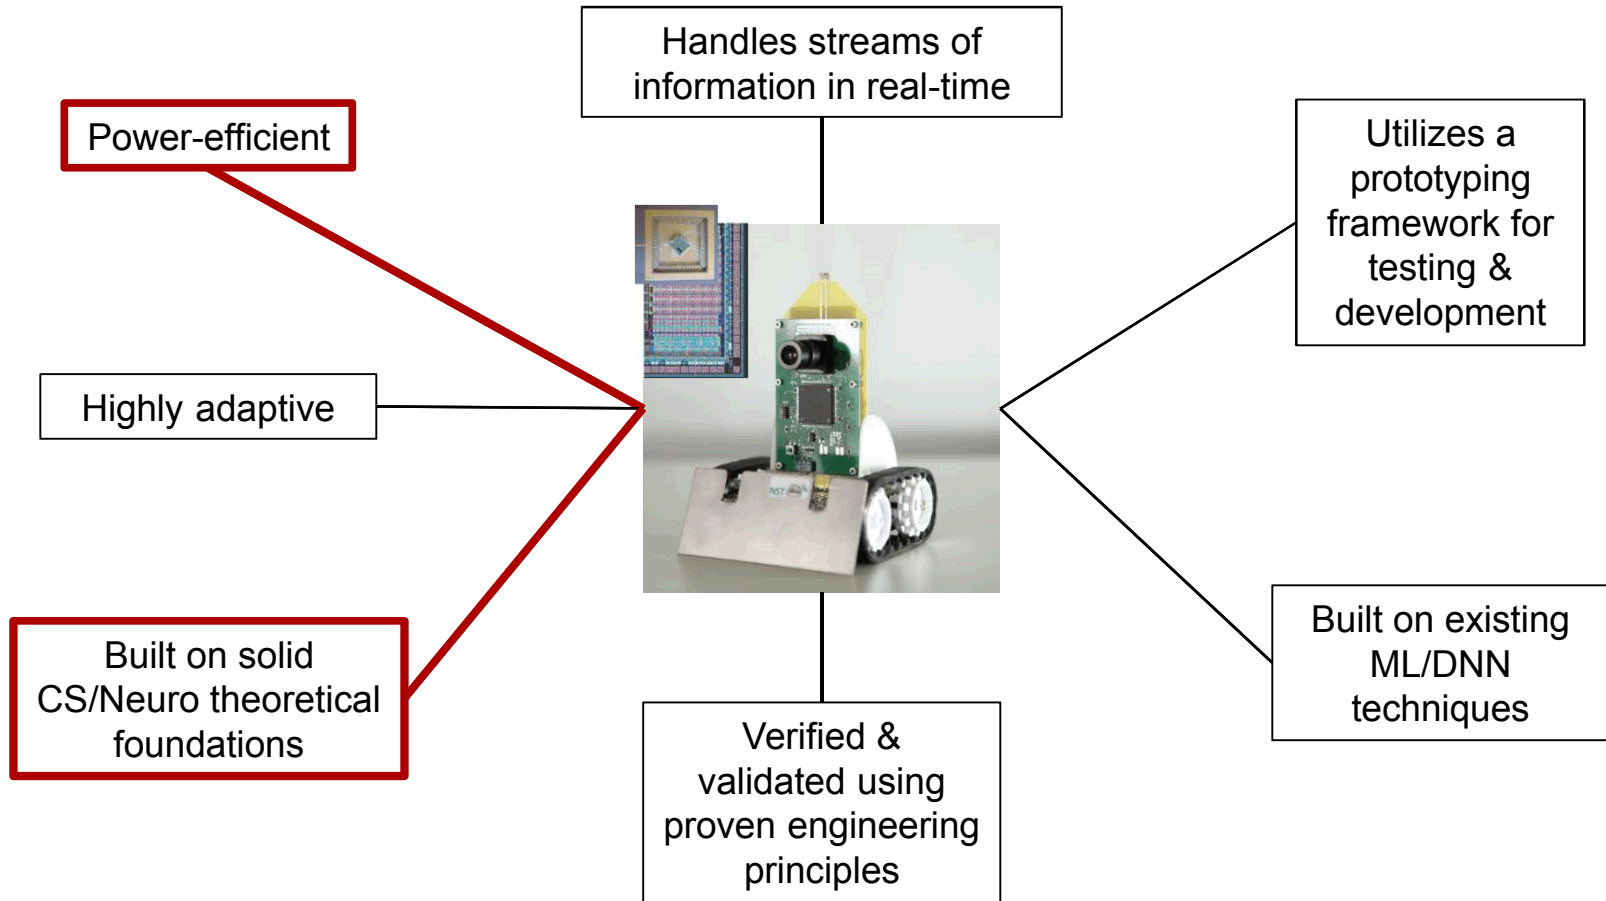 Handles streams of
information in real-time
Power-efficient
Utilizes a
prototyping
framework for
testing &
development
Highly adaptive
NST
Built on solid
CS/Neuro theoretical
foundations
Built on existing
ML/DNN
techniques
Verified &
validated using
proven engineering
principles